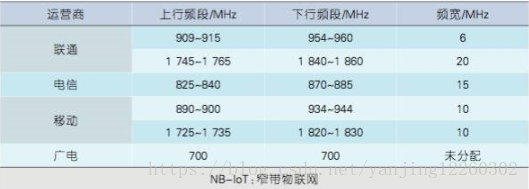 运营商 上行频段/MHz 下行频段/MHz 频宽/MHz
联通 909~915 954~960 6
1 745~1 765 1 840~1 860 20
电信 825~840 870~885 15
移动 890~900 934~944 10
1 725~1 735 1 820~1 830 10
广电 700 700 未分配
NB-IoT：窄带物联网
https://blog.csdn.net/yanjing12260302